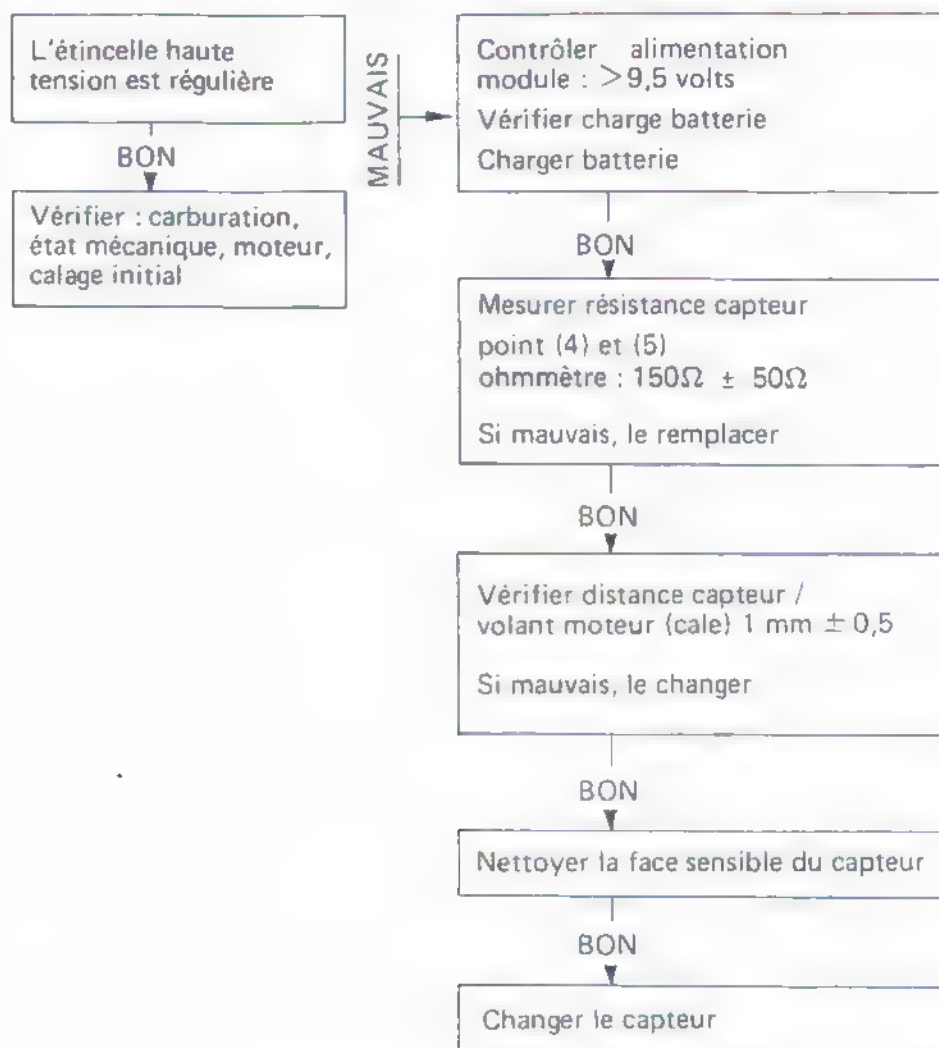 L'étincelle haute
tension est régulière
BON
Vérifier : carburation,
état mécanique, moteur,
calage initial
MAUVAIS
Contrôler alimentation
module : >9,5 volts
Vérifier charge batterie
Charger batterie
BON
Mesurer résistance capteur
point (4) et (5)
ohmmètre : 150Ω ± 50Ω
Si mauvais, le remplacer
BON
Vérifier distance capteur /
volant moteur (cale) 1 mm ± 0,5
Si mauvais, le changer
BON
Nettoyer la face sensible du capteur
BON
Changer le capteur